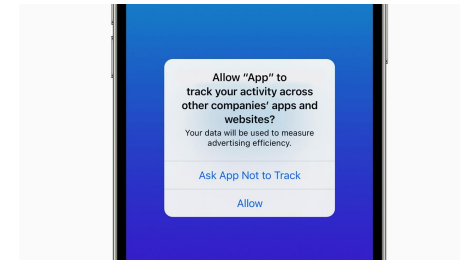 Allow “App” to
track your activity across
other companies’ apps and
websites?
Your data will be used to measure
advertising efficiency.
Ask App Not to Track
Allow